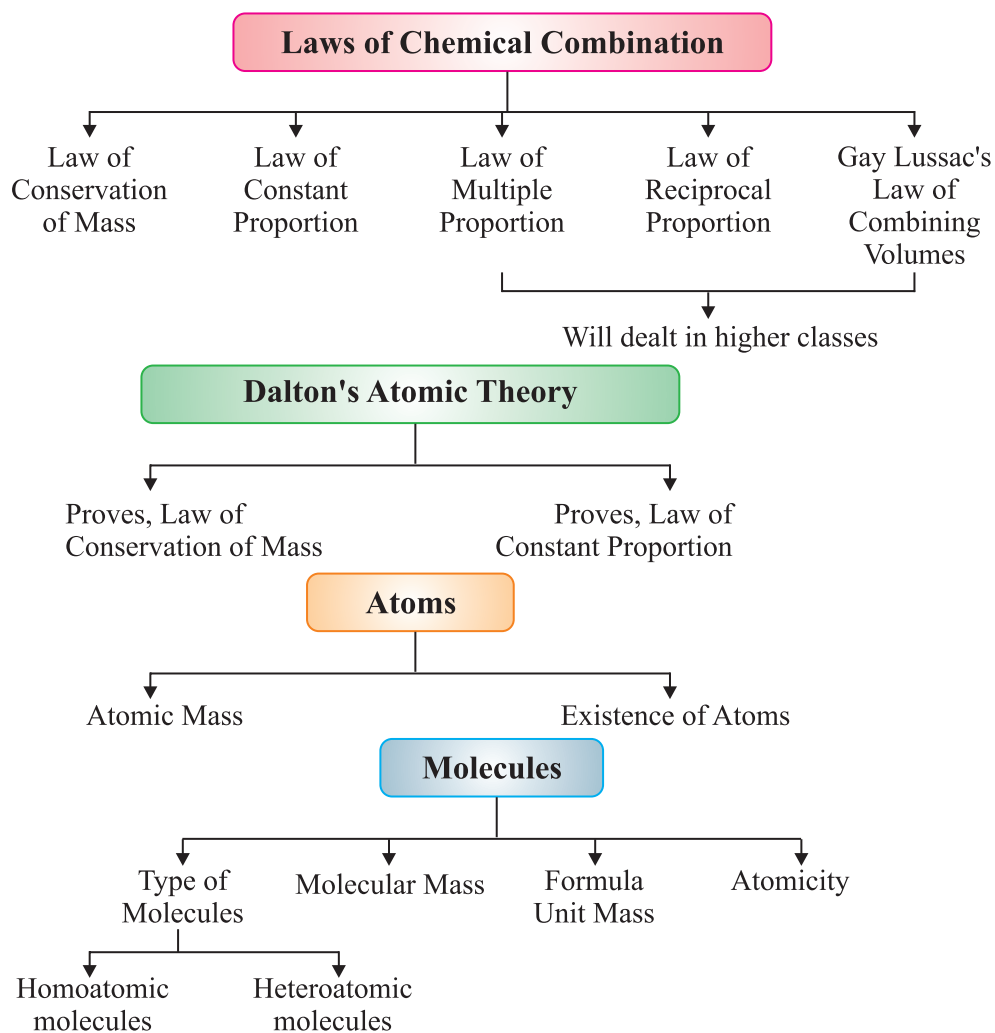 Laws of Chemical Combination
Law of
Conservation
of Mass
Law of
Constant
Proportion
Law of
Multiple
Proportion
Law of
Reciprocal
Proportion
Gay Lussac's
Law of
Combining
Volumes
Will dealt in higher classes
Dalton's Atomic Theory
Proves, Law of
Conservation of Mass
Proves, Law of
Constant Proportion
Atoms
Atomic Mass
Existence of Atoms
Molecules
Type of
Molecules
Molecular Mass
Formula
Unit Mass
Atomicity
Homoatomic
molecules
Heteroatomic
molecules